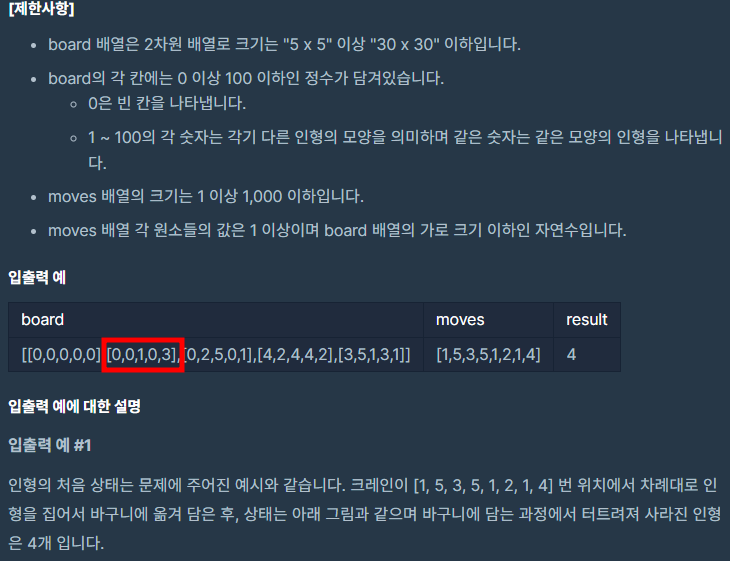 [제한사항]
• board 배열은 2차원 배열로 크기는 "5 x 5" 이상 "30 x 30" 이하입니다.
• board의 각 칸에는 0 이상 100 이하인 정수가 담겨있습니다.
◦ 0은 빈 칸을 나타냅니다.
◦ 1 ~ 100의 각 숫자는 각기 다른 인형의 모양을 의미하며 같은 숫자는 같은 모양의 인형을 나타냅니
다.
• moves 배열의 크기는 1 이상 1,000 이하입니다.
• moves 배열 각 원소들의 값은 1 이상이며 board 배열의 가로 크기 이하인 자연수입니다.
입출력 예
board moves result
[[0,0,0,0,0],[0,0,1,0,3],[0,2,5,0,1],[4,2,4,4,2],[3,5,1,3,1]] [1,5,3,5,1,2,1,4] 4
입출력 예에 대한 설명
입출력 예 #1
인형의 처음 상태는 문제에 주어진 예시와 같습니다. 크레인이 [1, 5, 3, 5, 1, 2, 1, 4] 번 위치에서 차례대로 인
형을 집어서 바구니에 옮겨 담은 후, 상태는 아래 그림과 같으며 바구니에 담는 과정에서 터트려져 사라진 인형
은 4개 입니다.